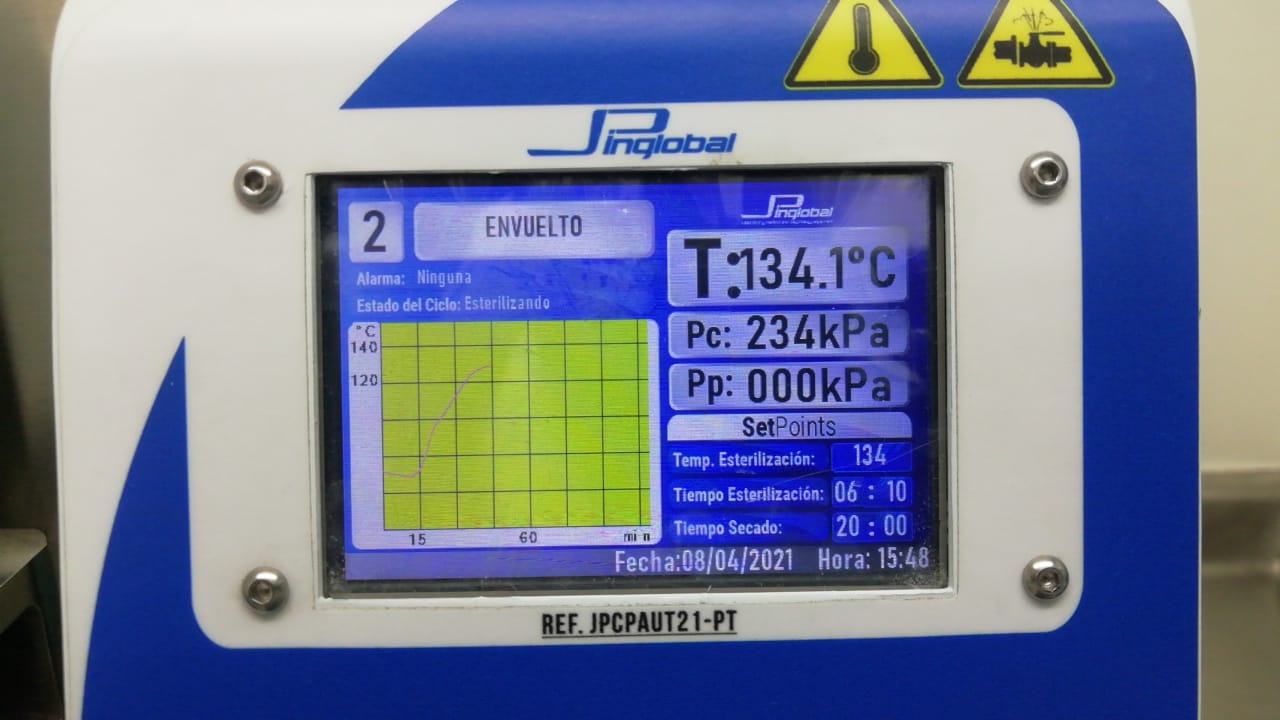 JPinglobal
2 ENVUELTO
JPinglobal
Alarma: Ninguna
Estado del Ciclo: Esterilizando
T:134.1°C
Pc: 234kPa
Pp: 000kPa
°C
140
120
15 60 min
SetPoints
Temp. Esterilización: 134
Tiempo Esterilización: 06 : 10
Tiempo Secado: 20 : 00
Fecha:08/04/2021 Hora: 15:48
REF. JPCPAUT21-PT